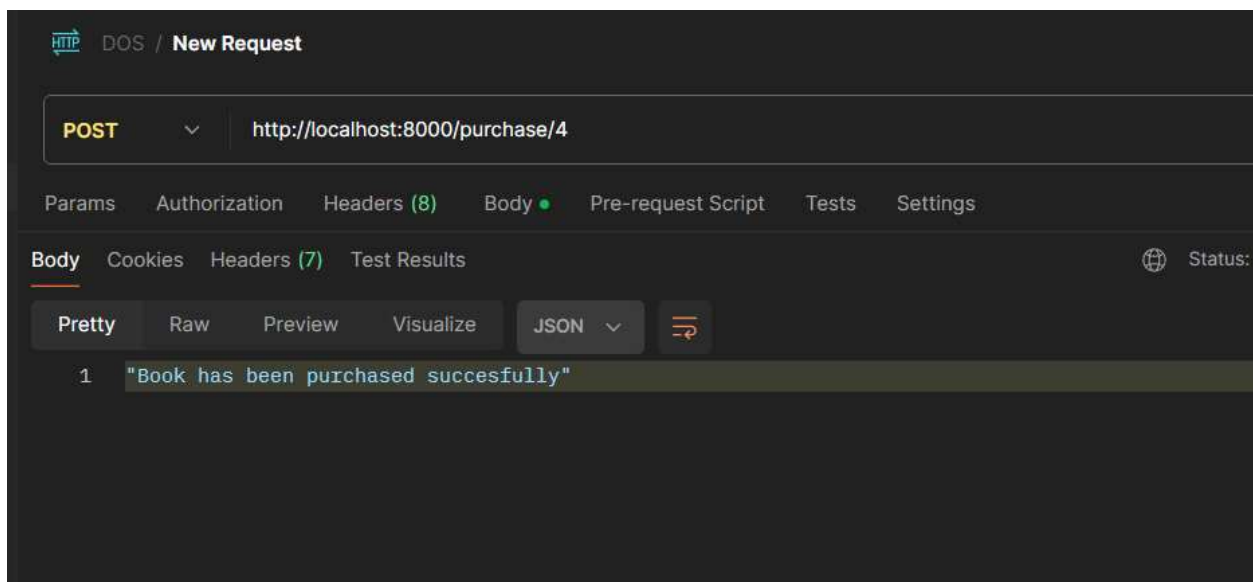 HTTP DOS / New Request
POST http://localhost:8000/purchase/4
Params Authorization Headers (8) Body Pre-request Script Tests Settings
Body Cookies Headers (7) Test Results Status:
Pretty Raw Preview Visualize JSON
1 "Book has been purchased succesfully"